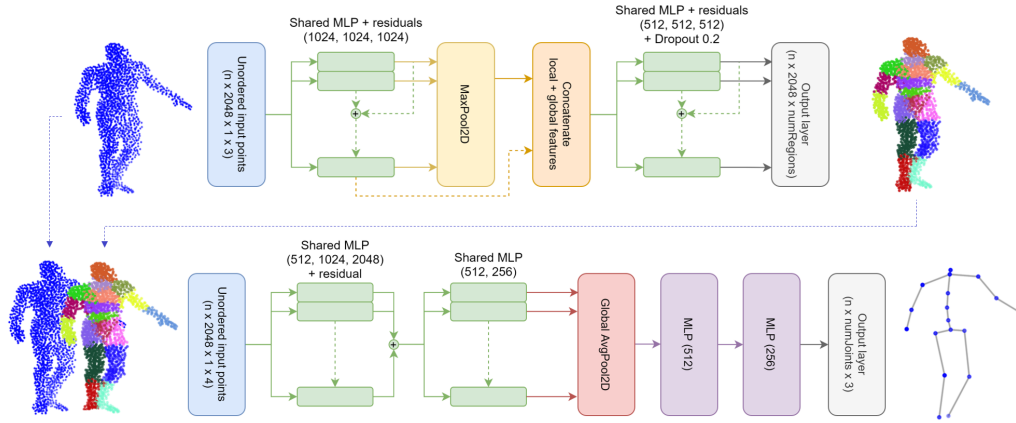 Shared MLP + residuals
(1024, 1024, 1024)
Shared MLP + residuals
(512, 512, 512)
+ Dropout 0.2
Unordered input points
(n x 2048 x 1 x 3)
+
MaxPool2D
Concatenate
local + global features
+
Output layer
(n x 2048 x numRegions)
Shared MLP
(512, 1024, 2048)
+ residual
Shared MLP
(512, 256)
Unordered input points
(n x 2048 x 1 x 4)
+
Global AvgPool2D
MLP (512)
MLP (256)
Output layer
(n x numJoints x 3)